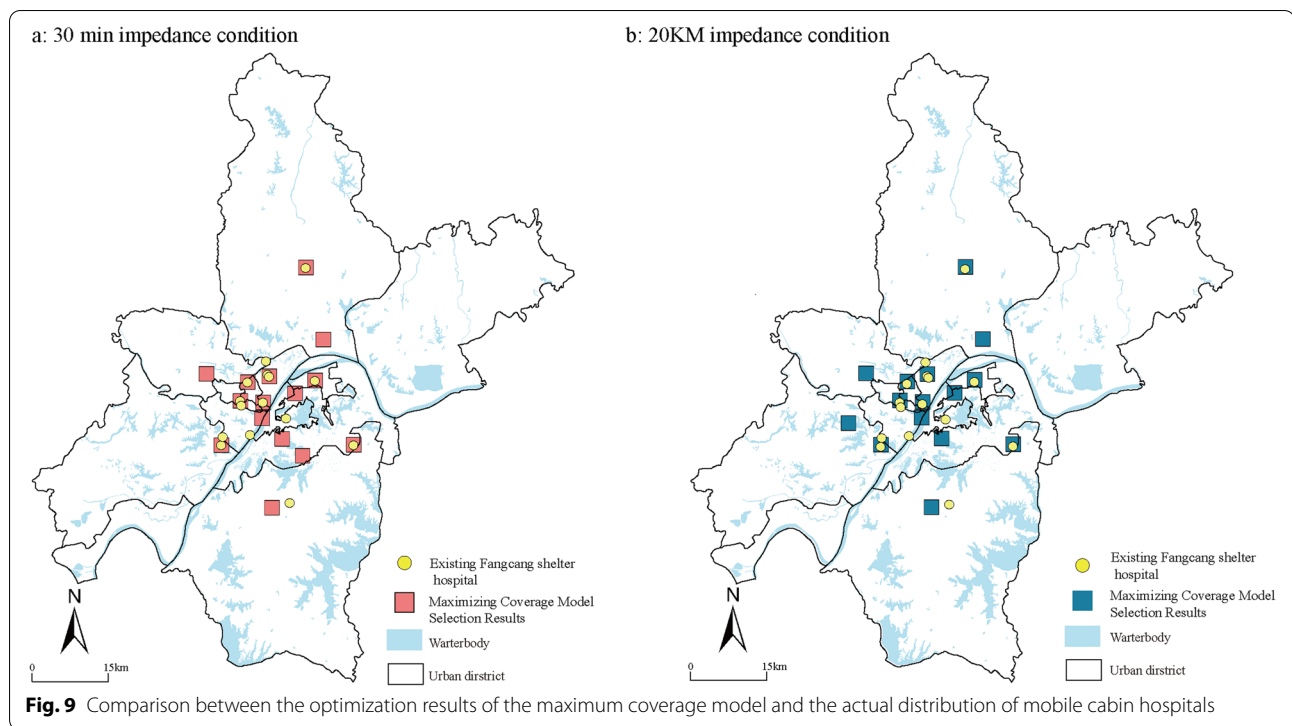 a: 30 min impedance condition
b: 20KM impedance condition
Existing Fangcang shelter
hospital
Maximizing Coverage Model
Selection Results
Warterbody
Urban dirstrict
N
0 15km
Existing Fangcang shelter
hospital
Maximizing Coverage Model
Selection Results
Warterbody
Urban dirstrict
N
0 15km
Fig. 9 Comparison between the optimization results of the maximum coverage model and the actual distribution of mobile cabin hospitals